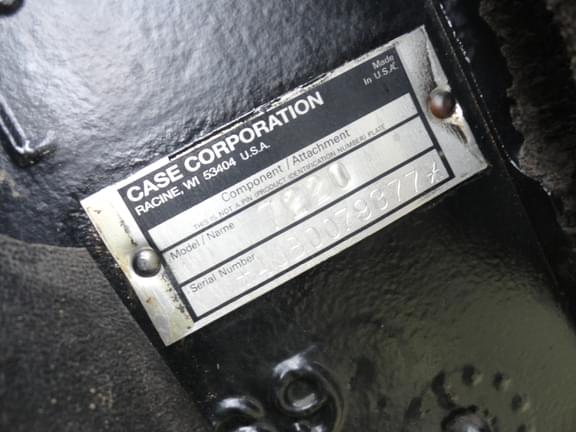 Made
In U.S.A.
CASE CORPORATION
RACINE, WI 53404 U.S.A.
Component / Attachment
THIS IS NOT A PIN (PRODUCT IDENTIFICATION NUMBER) PLATE
Model / Name 7220
Serial Number